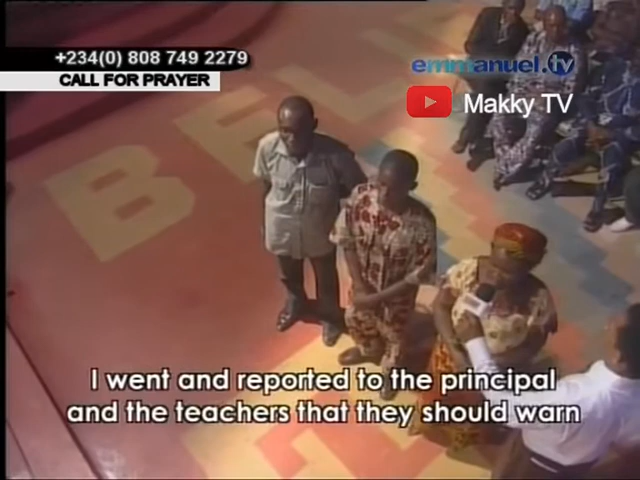 +234(0) 808 749 2279
CALL FOR PRAYER
emmanuel.tv
Makky TV
BELI
I went and reported to the principal
and the teachers that they should warn